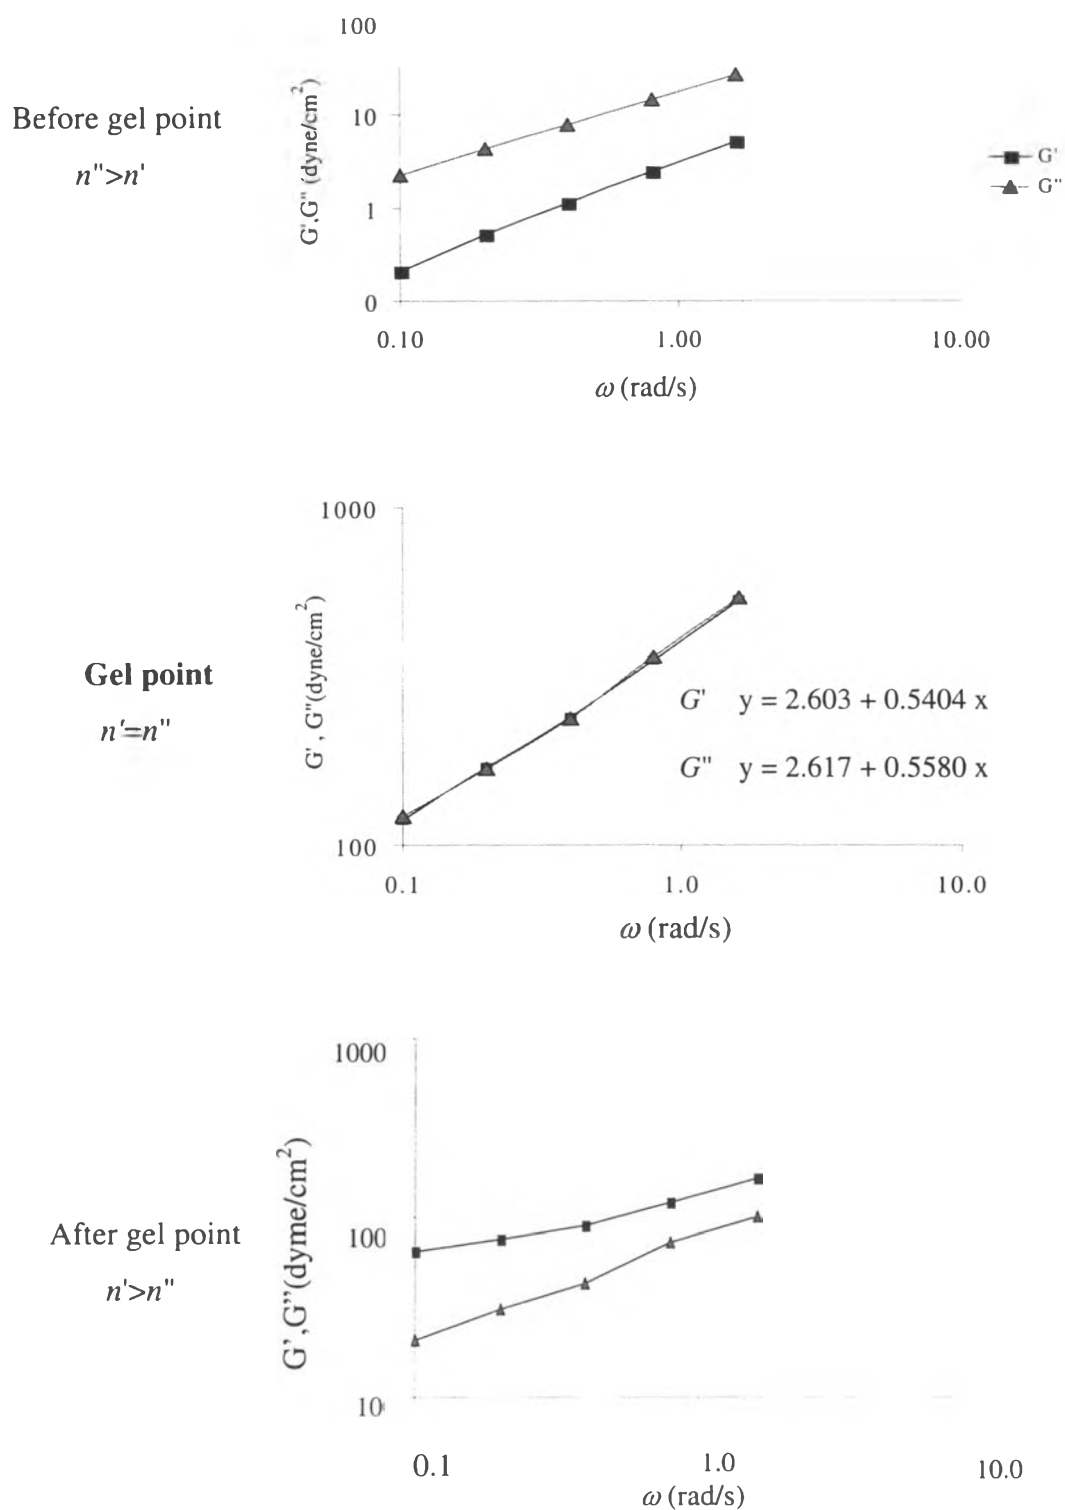 100
Before gel point
n''>n'
10
1
0
G',G'' (dyne/cm2)
G'
G''
0.10 1.00 10.00
ω (rad/s)
1000
Gel point
n'=n''
G' , G''(dyne/cm2)
G' y = 2.603 + 0.5404 x
G'' y = 2.617 + 0.5580 x
100
0.1 1.0 10.0
ω (rad/s)
1000
After gel point
n'>n''
100
G’,G’’(dyme/cm2)
10
0.1 1.0 10.0
ω (rad/s)